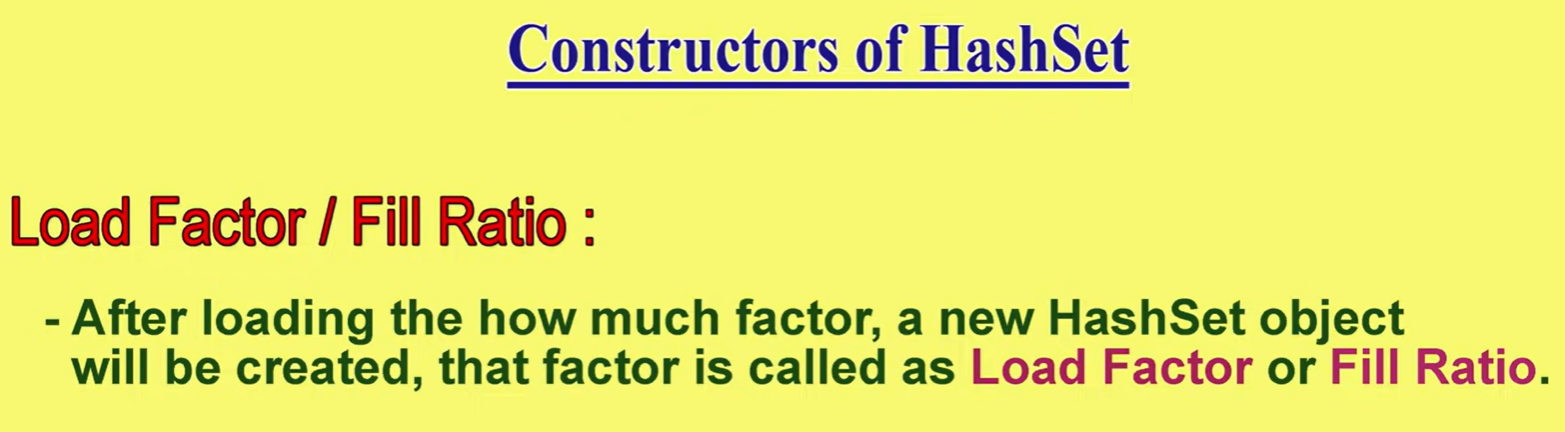 Constructors of HashSet
Load Factor / Fill Ratio :
- After loading the how much factor, a new HashSet object
will be created, that factor is called as Load Factor or Fill Ratio.